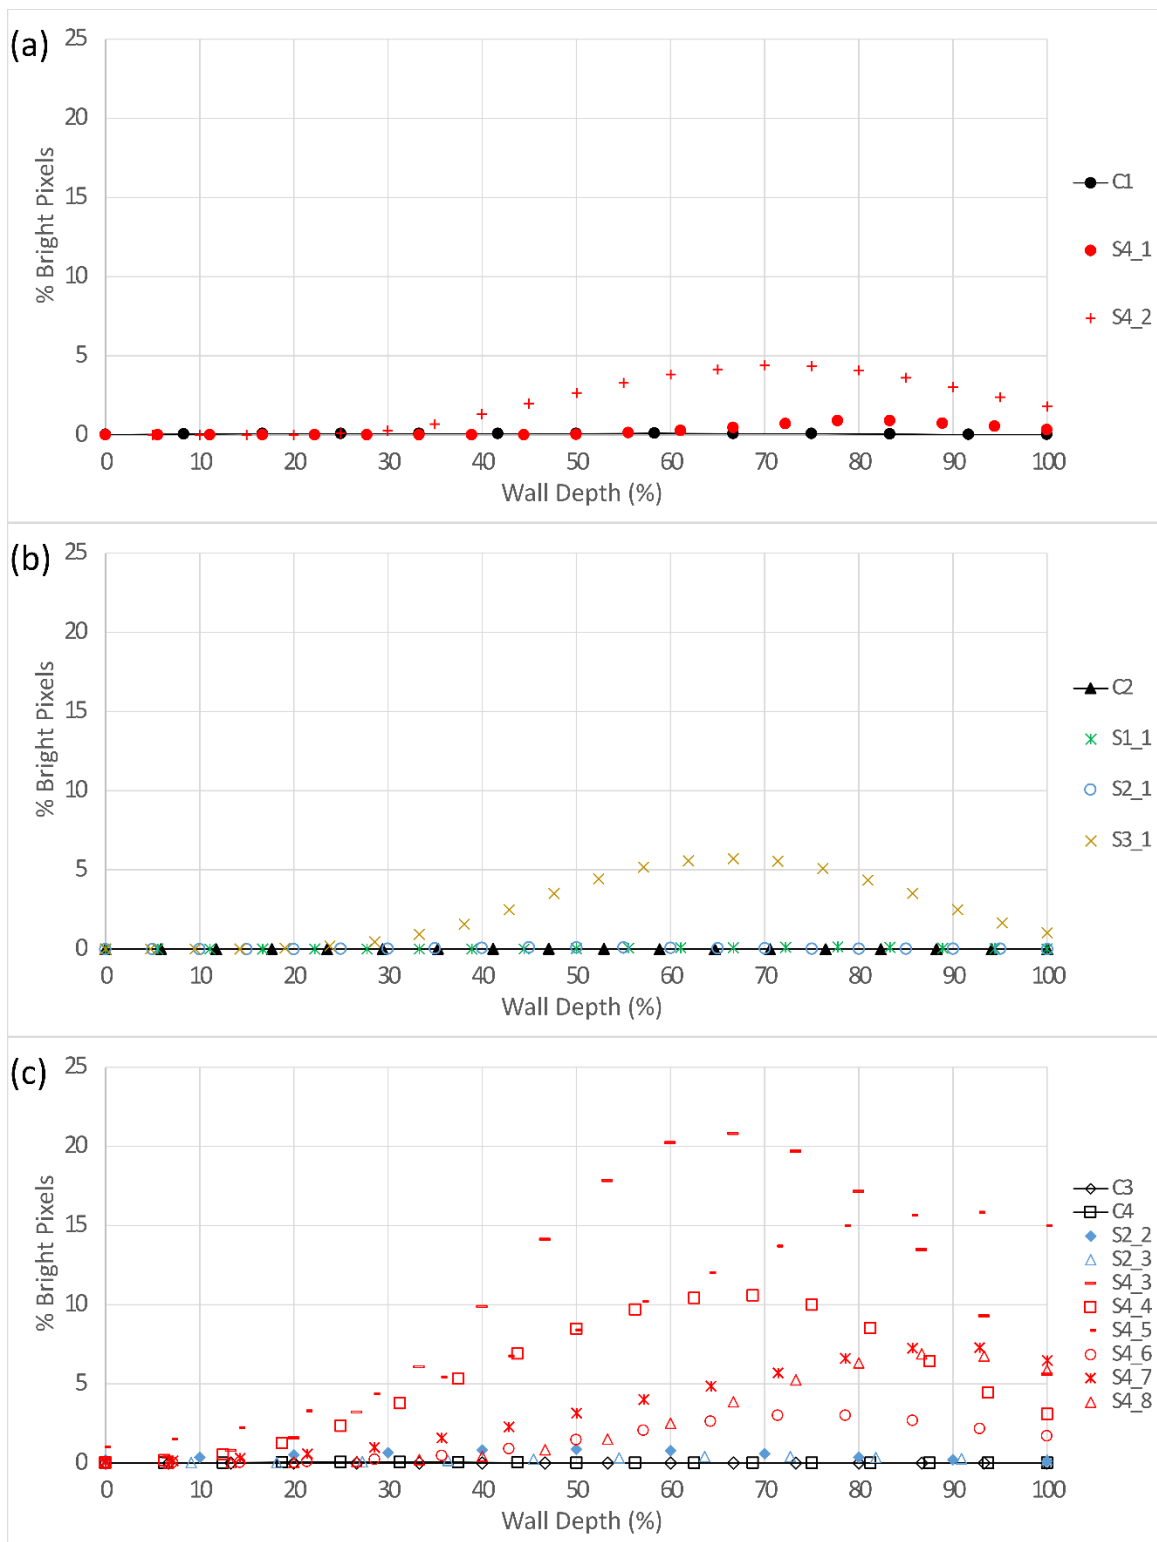 (a)
25
20
15
10
5
0
% Bright Pixels
0 10 20 30 40 50 60 70 80 90 100
Wall Depth (%)
C1
S4_1
S4_2
(b)
25
20
15
10
5
0
% Bright Pixels
0 10 20 30 40 50 60 70 80 90 100
Wall Depth (%)
C2
S1_1
S2_1
S3_1
(c)
25
20
15
10
5
0
% Bright Pixels
0 10 20 30 40 50 60 70 80 90 100
Wall Depth (%)
C3
C4
S2_2
S2_3
S4_3
S4_4
S4_5
S4_6
S4_7
S4_8